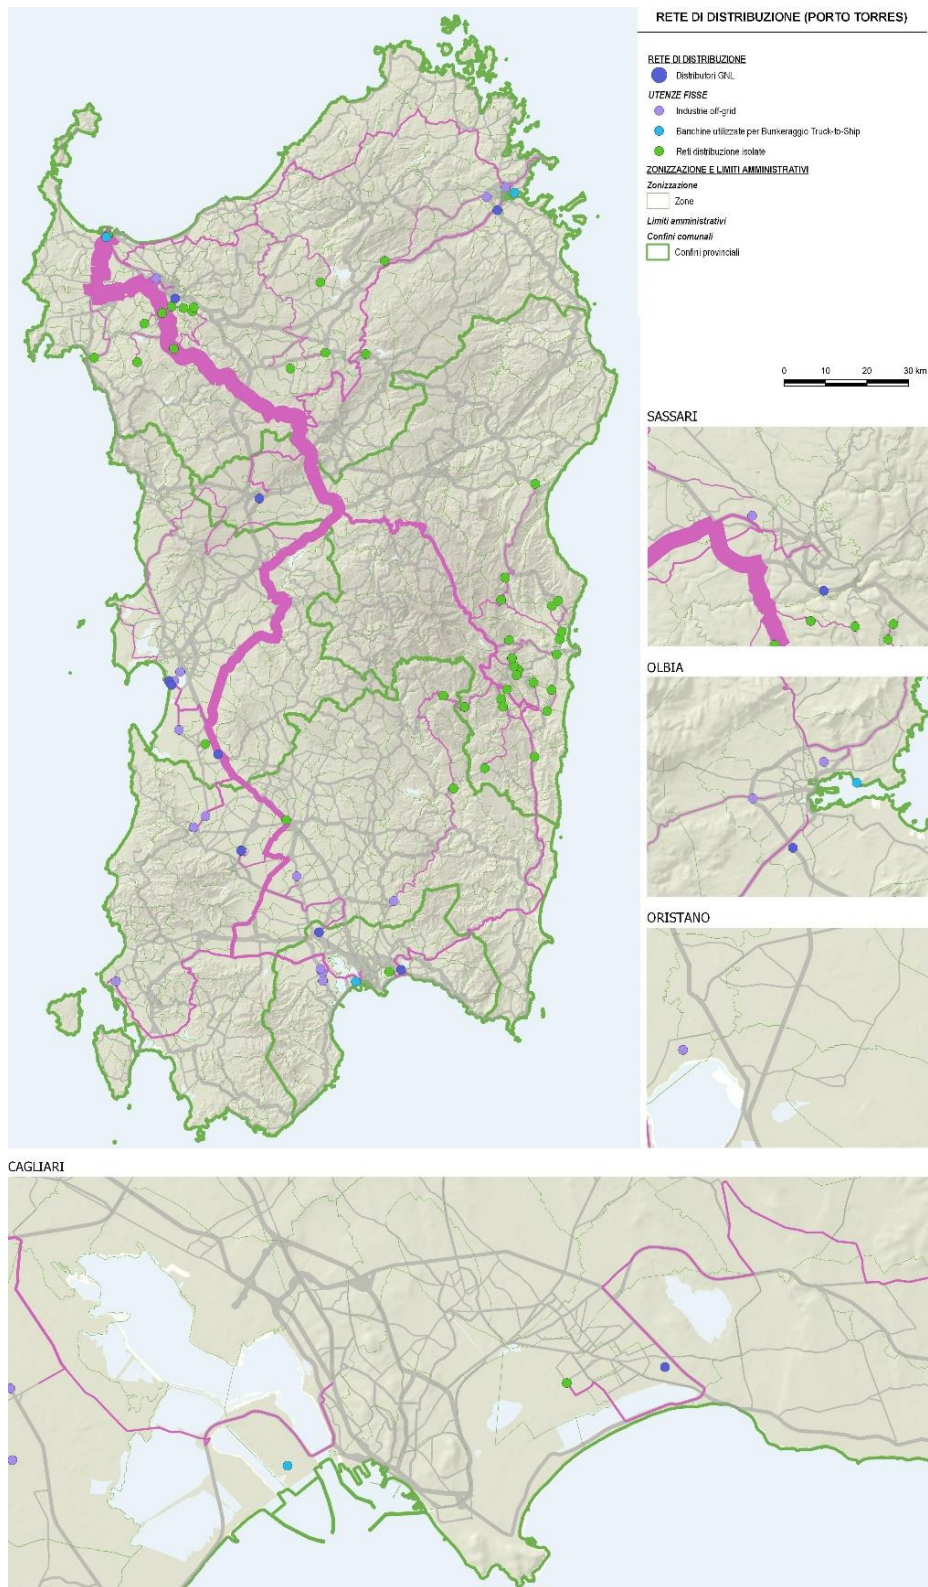 RETE DI DISTRIBUZIONE (PORTO TORRES)
RETE DI DISTRIBUZIONE
Distributori GNL
UTENZE FISSE
Industrie off-grid
Banchine utilizzate per Bunkeraggio Truck-to-Ship
Reti distribuzione isolate
ZONIZZAZIONE E LIMITI AMMINISTRATIVI
Zonizzazione
Zone
Limiti amministrativi
Confini comunali
Confini provinciali
0 10 20 30 km
SASSARI
OLBIA
ORISTANO
CAGLIARI